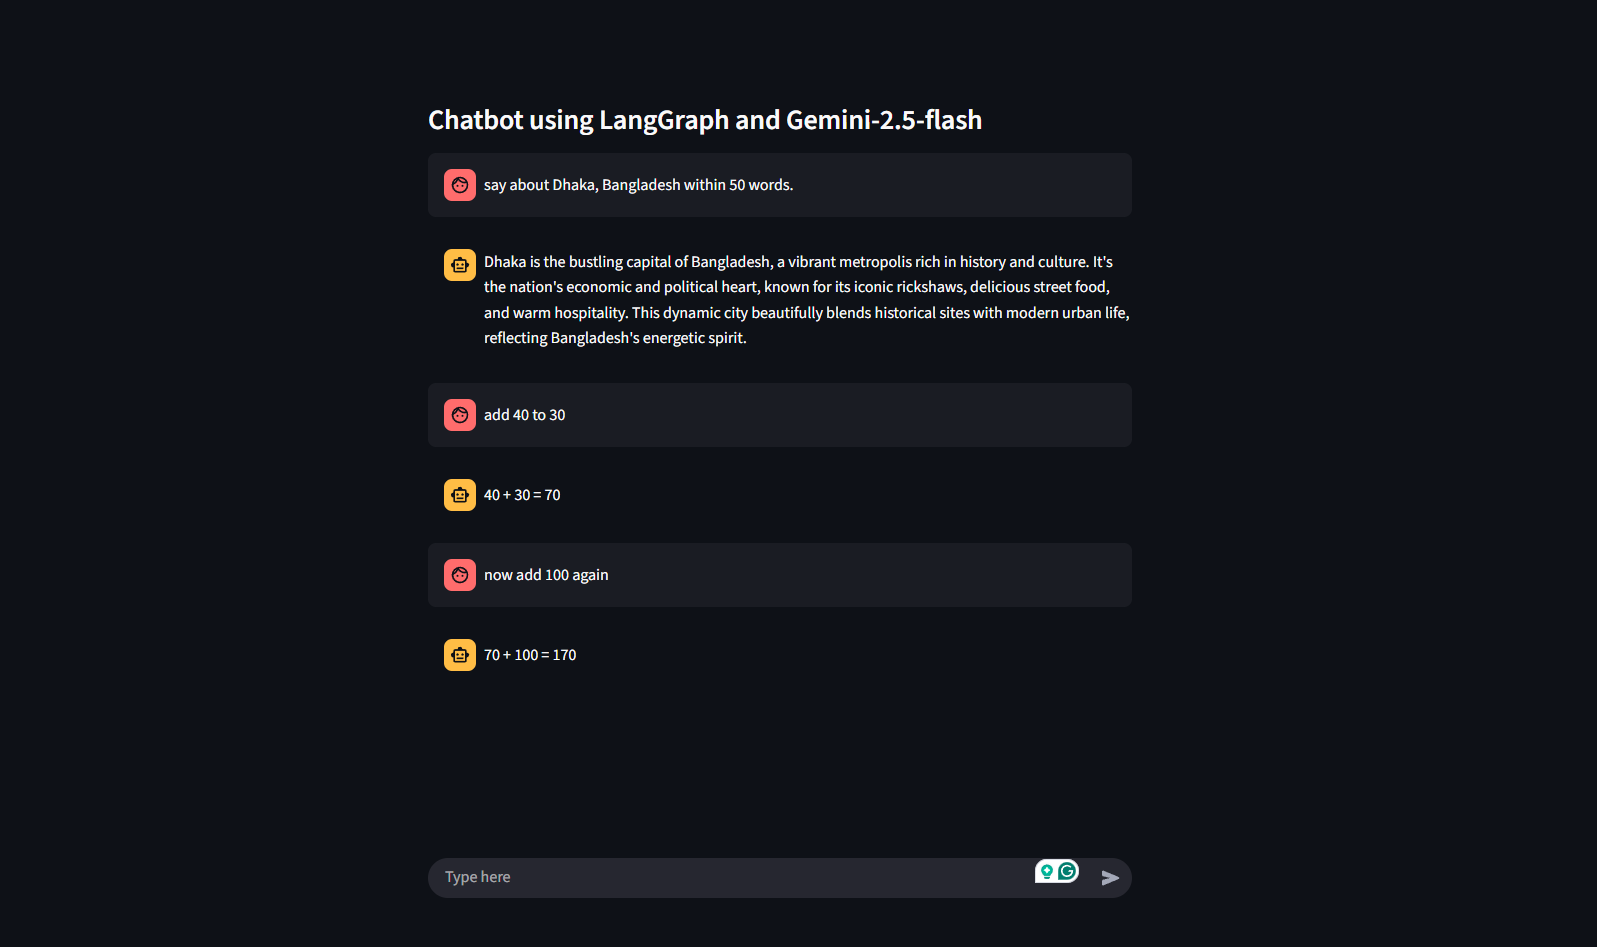 Chatbot using LangGraph and Gemini-2.5-flash
say about Dhaka, Bangladesh within 50 words.
Dhaka is the bustling capital of Bangladesh, a vibrant metropolis rich in history and culture. It's
the nation's economic and political heart, known for its iconic rickshaws, delicious street food,
and warm hospitality. This dynamic city beautifully blends historical sites with modern urban life,
reflecting Bangladesh's energetic spirit.
add 40 to 30
40 + 30 = 70
now add 100 again
70 + 100 = 170
Type here